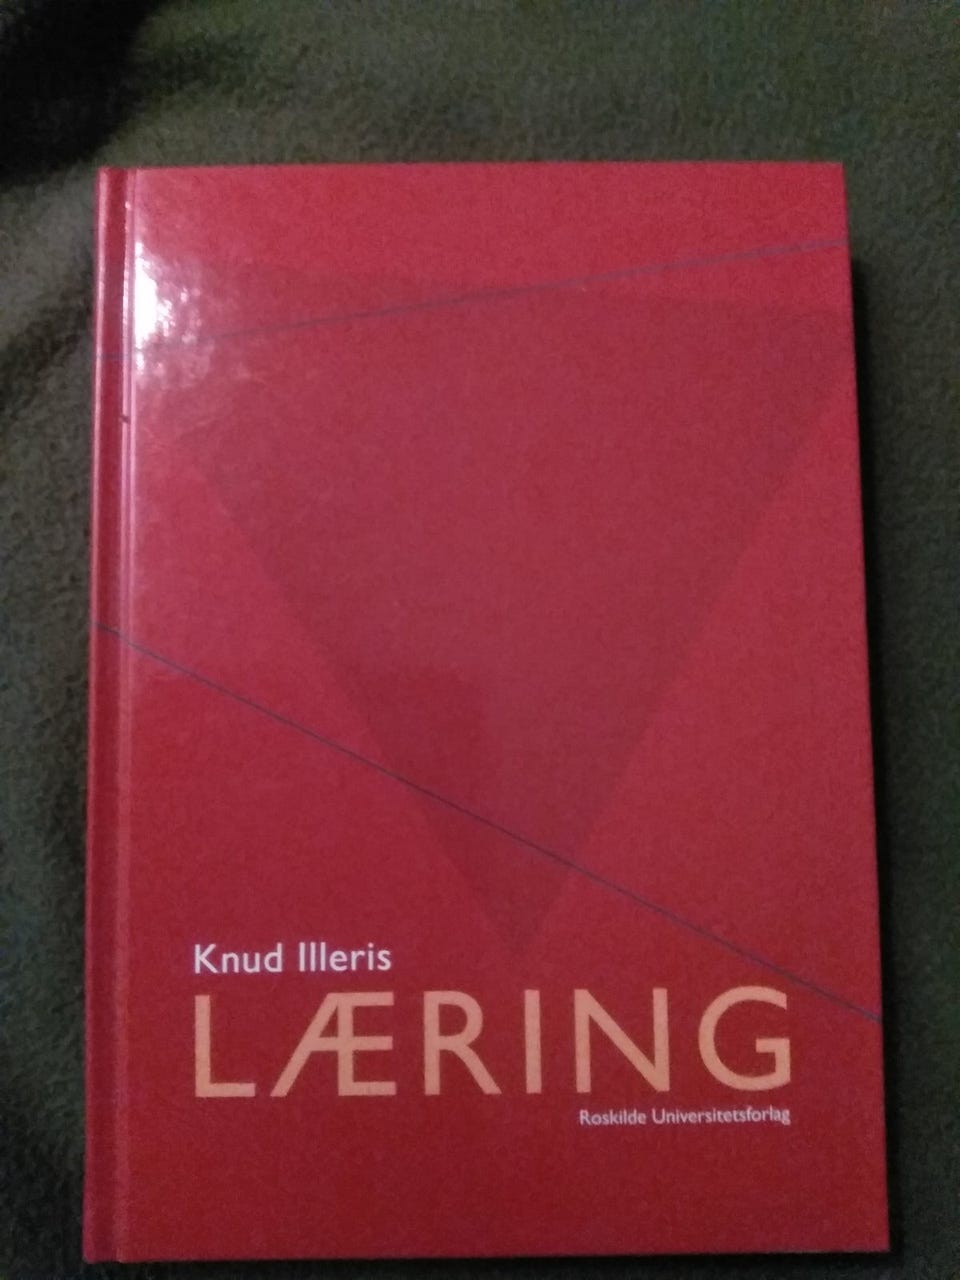 Knud Illeris
LÆRING
Roskilde Universitetsforlag